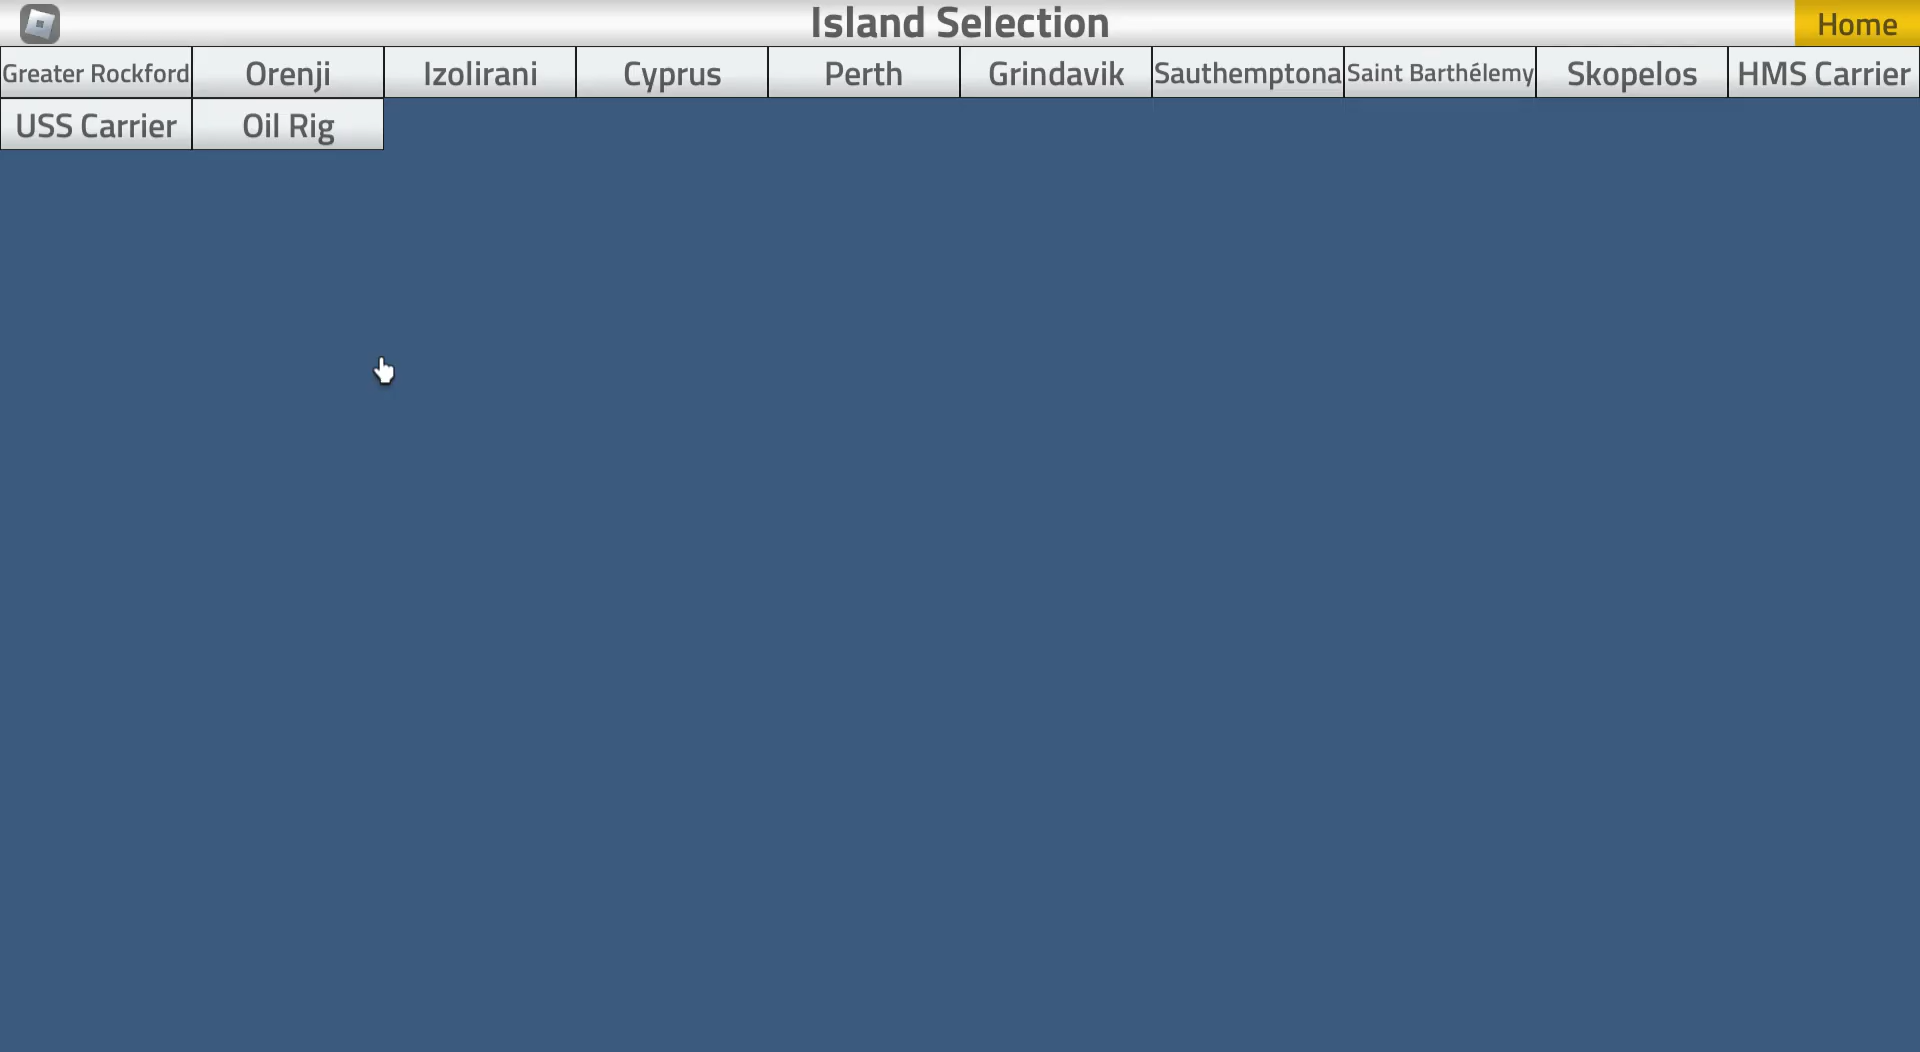 Island Selection
Home
Greater Rockford Orenji Izolirani Cyprus Perth Grindavik Sauthemptona Saint Barthélemy Skopelos HMS Carrier
USS Carrier Oil Rig